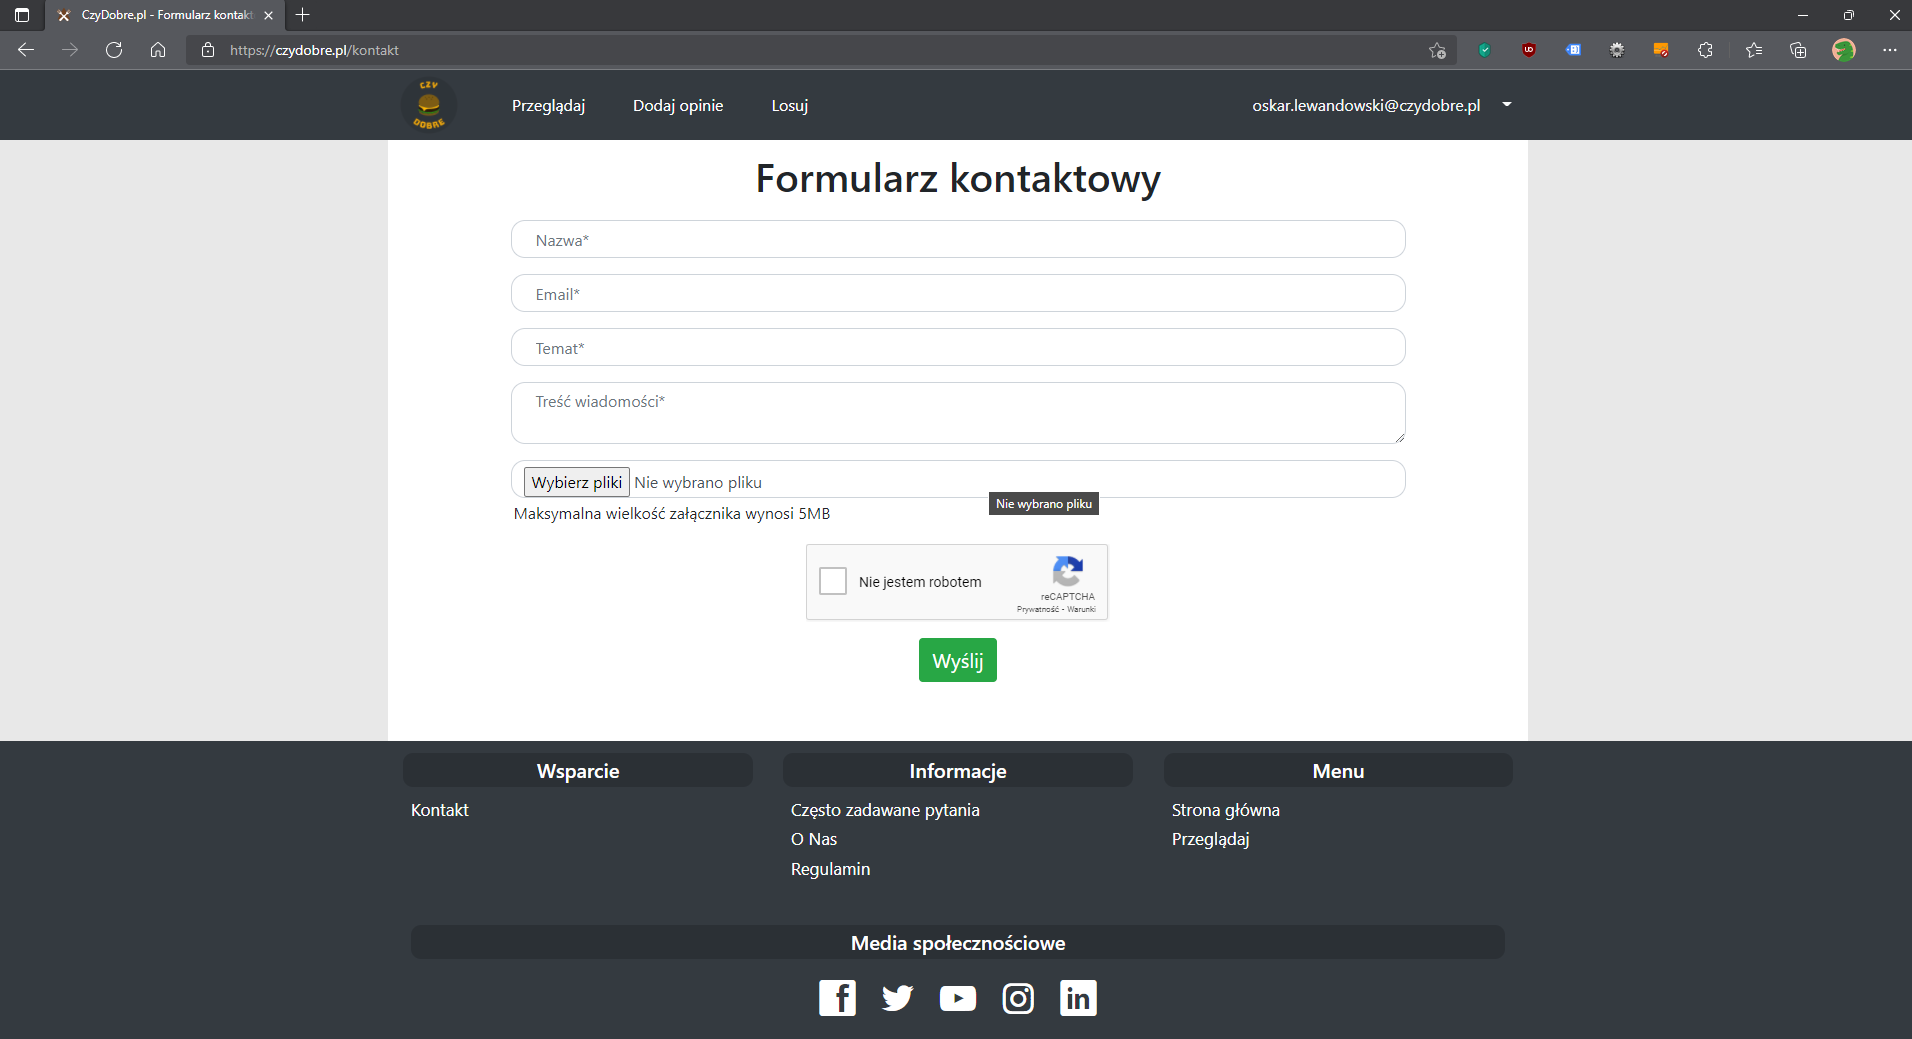 CzyDobre.pl - Formularz kontakt
https://czydobre.pl/kontakt
CZY
DOBRE
Przeglądaj
Dodaj opinie
Losuj
oskar.lewandowski@czydobre.pl
Formularz kontaktowy
Nazwa*
Email*
Temat*
Treść wiadomości*
Wybierz pliki Nie wybrano pliku
Nie wybrano pliku
Maksymalna wielkość załącznika wynosi 5MB
Nie jestem robotem
reCAPTCHA
Prywatność - Warunki
Wyślij
Wsparcie
Kontakt
Informacje
Często zadawane pytania
O Nas
Regulamin
Menu
Strona główna
Przeglądaj
Media społecznościowe